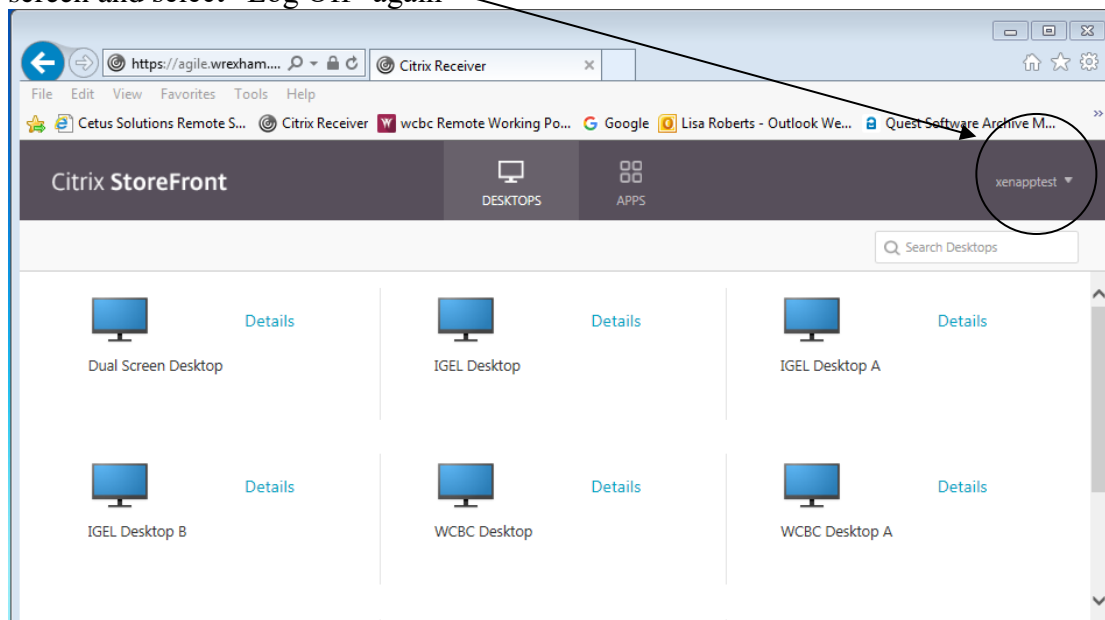 screen and select "Log Off" again
https://agile.wrexham....
Citrix Receiver
File Edit View Favorites Tools Help
Cetus Solutions Remote S... Citrix Receiver wcbc Remote Working Po... Google Lisa Roberts - Outlook We... Quest Software Archive M... »
Citrix StoreFront
DESKTOPS
APPS
xenapptest
Search Desktops
Details Details Details
Dual Screen Desktop IGEL Desktop IGEL Desktop A
Details Details Details
IGEL Desktop B WCBC Desktop WCBC Desktop A